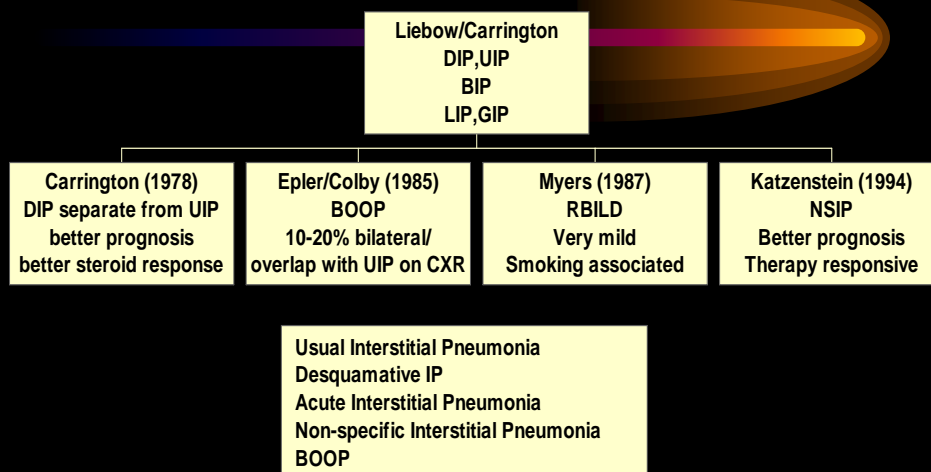 Liebow/Carrington
DIP,UIP
BIP
LIP,GIP
Carrington (1978)
DIP separate from UIP
better prognosis
better steroid response
Epler/Colby (1985)
BOOP
10-20% bilateral/
overlap with UIP on CXR
Myers (1987)
RBILD
Very mild
Smoking associated
Katzenstein (1994)
NSIP
Better prognosis
Therapy responsive
Usual Interstitial Pneumonia
Desquamative IP
Acute Interstitial Pneumonia
Non-specific Interstitial Pneumonia
BOOP